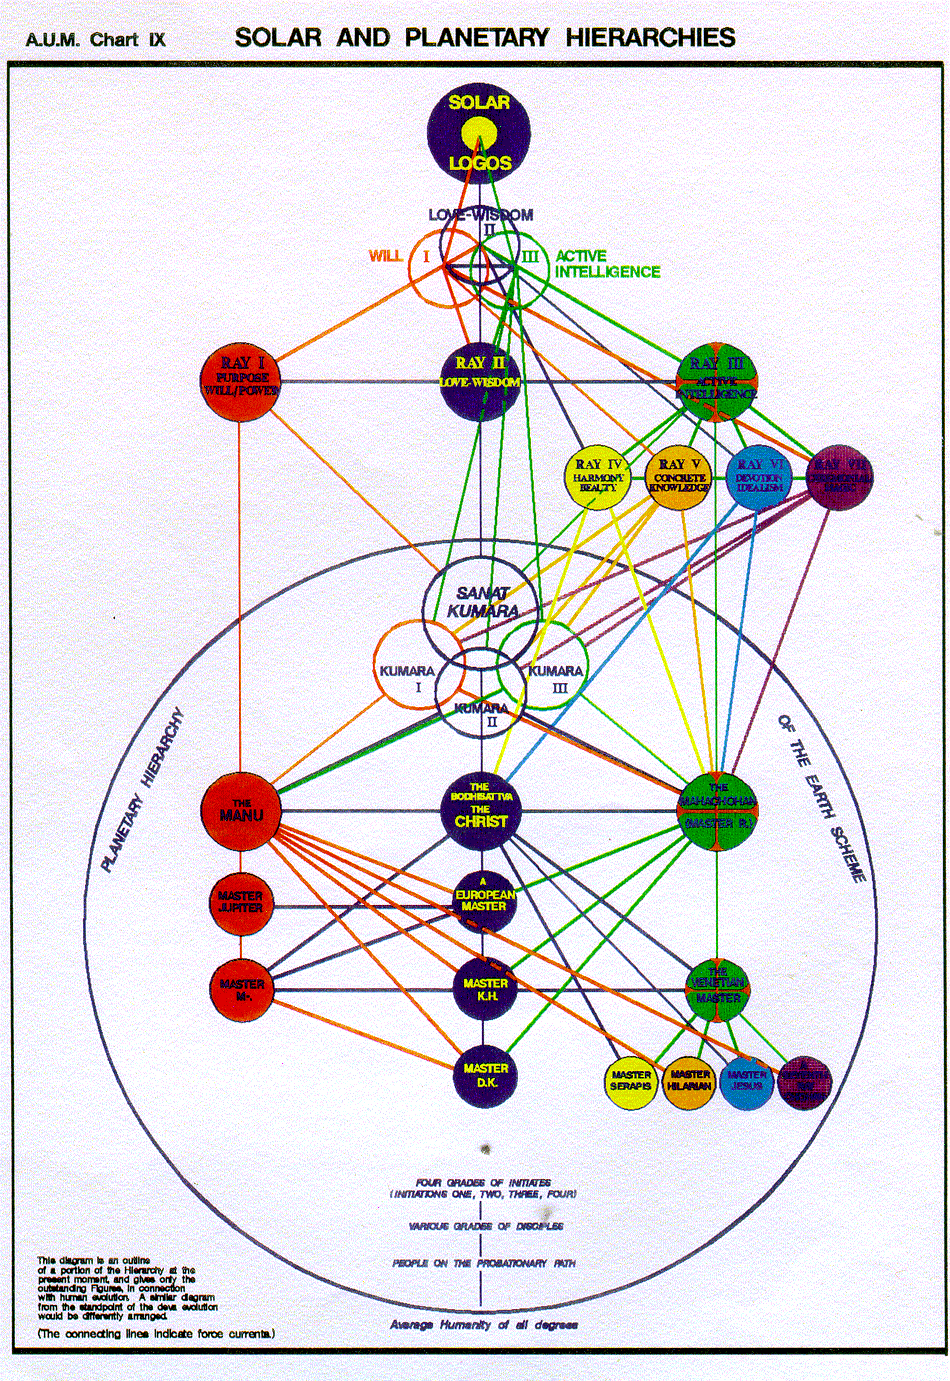 A.U.M. Chart IX
SOLAR AND PLANETARY HIERARCHIES
SOLAR
LOGOS
LOVE-WISDOM
II
WILL
I
III
ACTIVE
INTELLIGENCE
RAY I
PURPOSE
WILL/POWER
RAY II
LOVE-WISDOM
RAY III
ACTIVE
INTELLIGENCE
RAY IV
HARMONY
BEAUTY
RAY V
CONCRETE
KNOWLEDGE
RAY VI
DEVOTION
IDEALISM
RAY VII
CEREMONIAL
MAGIC
SANAT
KUMARA
KUMARA
I
KUMARA
III
KUMARA
II
PLANETARY HIERARCHY
OF THE EARTH SCHEME
THE
MANU
THE
BODHISATTVA
THE
CHRIST
THE
MAHACHOHAN
(MASTER R.)
MASTER
JUPITER
A
EUROPEAN
MASTER
MASTER
M-.
MASTER
K.H.
THE
VENETIAN
MASTER
MASTER
D.K.
MASTER
SERAPIS
MASTER
HILARIAN
MASTER
JESUS
A
FOUR GRADES OF INITIATES
(INITIATIONS ONE, TWO, THREE, FOUR)
VARIOUS GRADES OF DISCIPLES
PEOPLE ON THE PROBATIONARY PATH
Average Humanity of all degrees
This diagram is an outline
of a portion of the Hierarchy at the
present moment, and gives only the
outstanding Figures, in connection
with human evolution. A similar diagram
from the standpoint of the deva evolution
would be differently arranged.
(The connecting lines indicate force currents.)